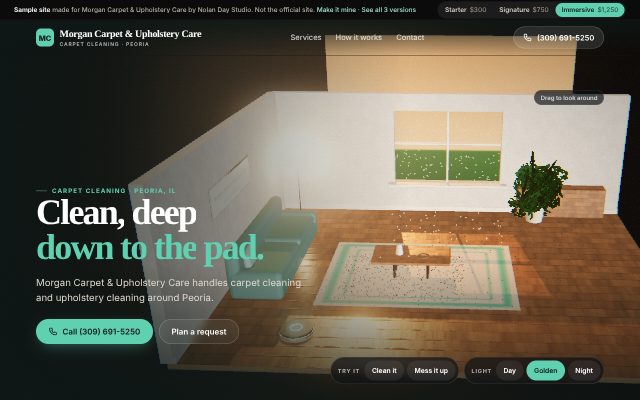 Sample site made for Morgan Carpet & Upholstery Care by Nolan Day Studio. Not the official site. Make it mine · See all 3 versions
Starter $300 Signature $750 Immersive $1,250
MC Morgan Carpet & Upholstery Care
CARPET CLEANING · PEORIA
Services How it works Contact
(309) 691-5250
Drag to look around
CARPET CLEANING · PEORIA, IL
Clean, deep
down to the pad.
Morgan Carpet & Upholstery Care handles carpet cleaning
and upholstery cleaning around Peoria.
Call (309) 691-5250 Plan a request
TRY IT Clean it Mess it up LIGHT Day Golden Night